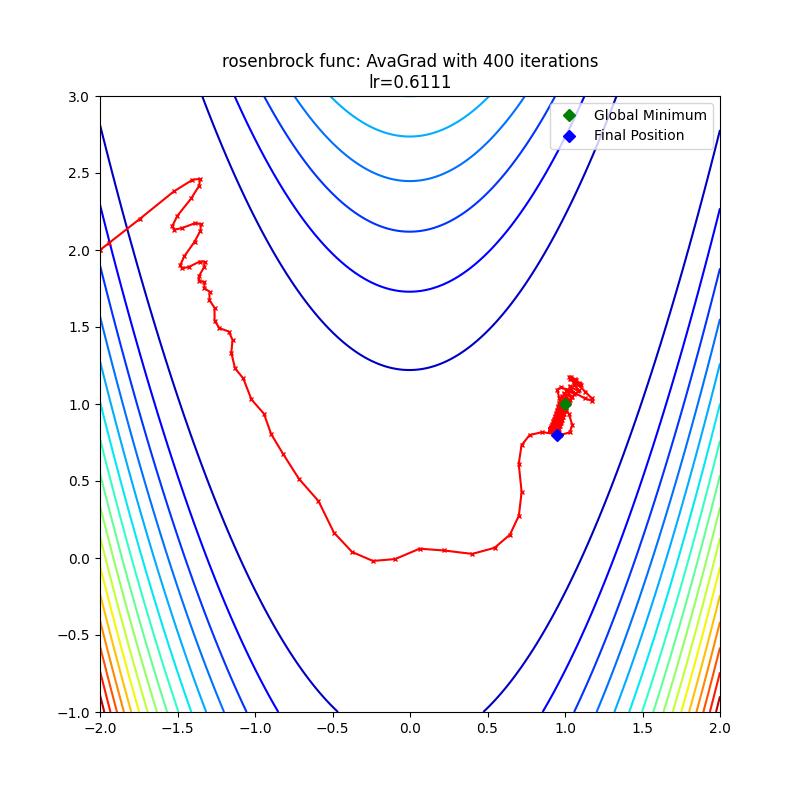 rosenbrock func: AvaGrad with 400 iterations
lr=0.6111
Global Minimum
Final Position
3.0
2.5
2.0
1.5
1.0
0.5
0.0
−0.5
−1.0
−2.0 −1.5 −1.0 −0.5 0.0 0.5 1.0 1.5 2.0